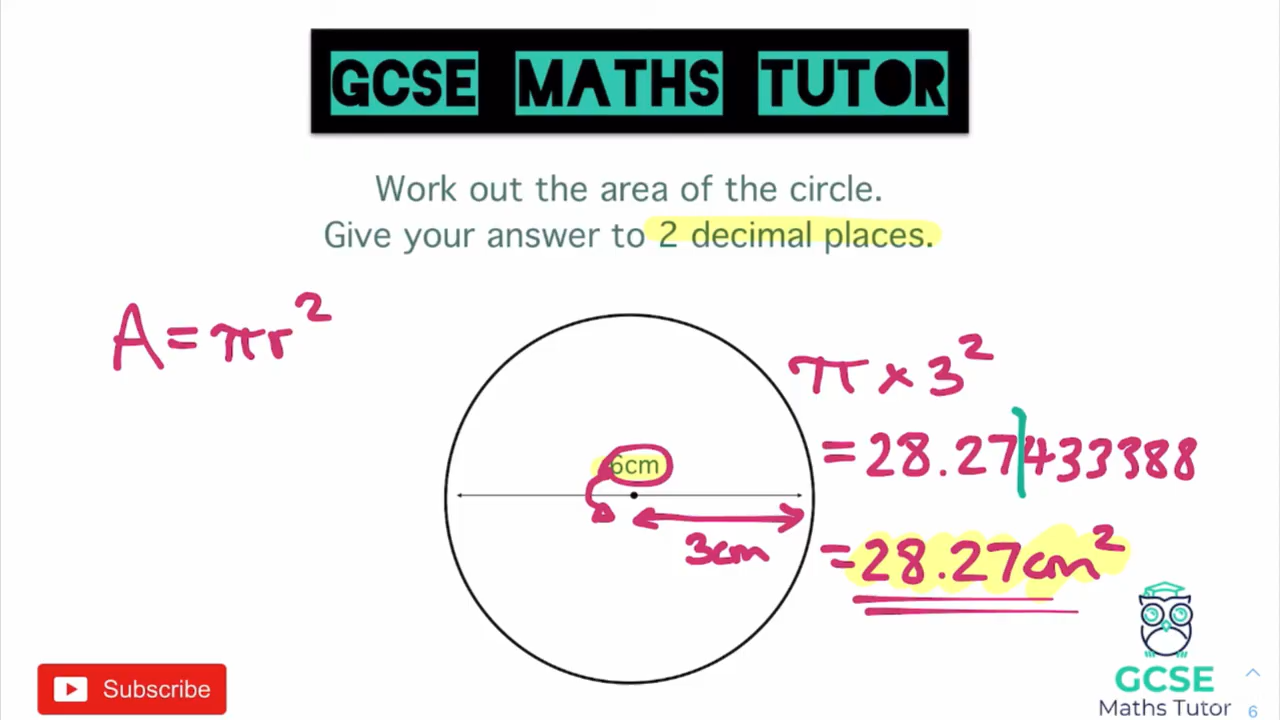 GCSE MATHS TUTOR
Work out the area of the circle.
Give your answer to 2 decimal places.
A = πr²
π × 3²
= 28.27433388
6cm
3cm
= 28.27cm²
Subscribe
GCSE
Maths Tutor
6